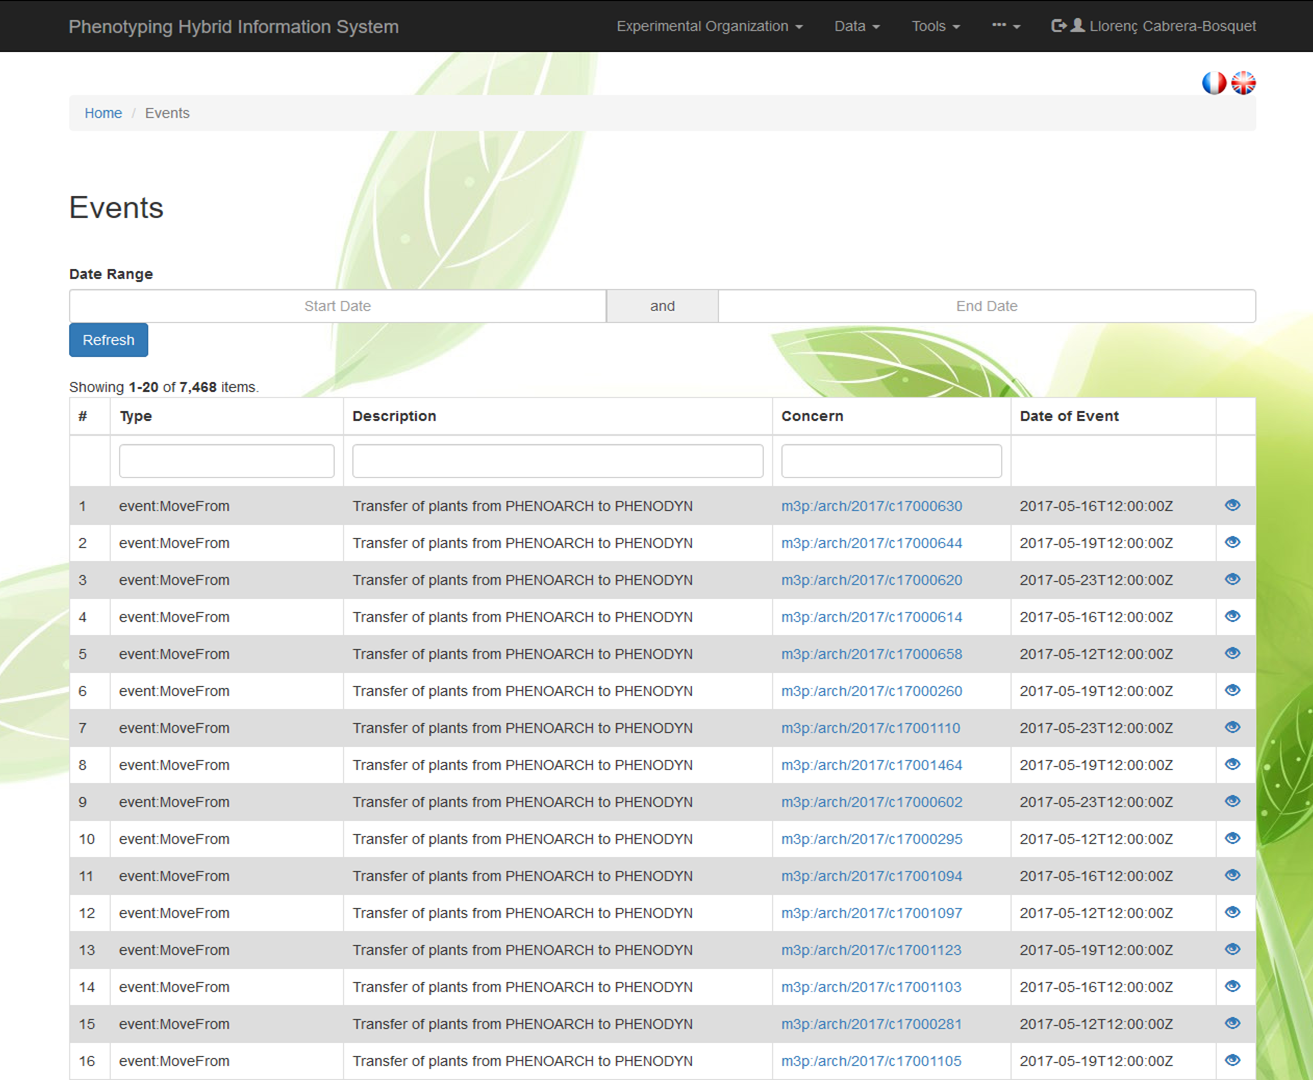 Phenotyping Hybrid Information System Experimental Organization Data Tools ••• Llorenç Cabrera-Bosquet
Home / Events
Events
Date Range
Start Date and End Date
Refresh
Showing 1-20 of 7,468 items.
# Type Description Concern Date of Event
1 event:MoveFrom Transfer of plants from PHENOARCH to PHENODYN m3p:/arch/2017/c17000630 2017-05-16T12:00:00Z
2 event:MoveFrom Transfer of plants from PHENOARCH to PHENODYN m3p:/arch/2017/c17000644 2017-05-19T12:00:00Z
3 event:MoveFrom Transfer of plants from PHENOARCH to PHENODYN m3p:/arch/2017/c17000620 2017-05-23T12:00:00Z
4 event:MoveFrom Transfer of plants from PHENOARCH to PHENODYN m3p:/arch/2017/c17000614 2017-05-16T12:00:00Z
5 event:MoveFrom Transfer of plants from PHENOARCH to PHENODYN m3p:/arch/2017/c17000658 2017-05-12T12:00:00Z
6 event:MoveFrom Transfer of plants from PHENOARCH to PHENODYN m3p:/arch/2017/c17000260 2017-05-19T12:00:00Z
7 event:MoveFrom Transfer of plants from PHENOARCH to PHENODYN m3p:/arch/2017/c17001110 2017-05-23T12:00:00Z
8 event:MoveFrom Transfer of plants from PHENOARCH to PHENODYN m3p:/arch/2017/c17001464 2017-05-19T12:00:00Z
9 event:MoveFrom Transfer of plants from PHENOARCH to PHENODYN m3p:/arch/2017/c17000602 2017-05-23T12:00:00Z
10 event:MoveFrom Transfer of plants from PHENOARCH to PHENODYN m3p:/arch/2017/c17000295 2017-05-12T12:00:00Z
11 event:MoveFrom Transfer of plants from PHENOARCH to PHENODYN m3p:/arch/2017/c17001094 2017-05-16T12:00:00Z
12 event:MoveFrom Transfer of plants from PHENOARCH to PHENODYN m3p:/arch/2017/c17001097 2017-05-12T12:00:00Z
13 event:MoveFrom Transfer of plants from PHENOARCH to PHENODYN m3p:/arch/2017/c17001123 2017-05-19T12:00:00Z
14 event:MoveFrom Transfer of plants from PHENOARCH to PHENODYN m3p:/arch/2017/c17001103 2017-05-16T12:00:00Z
15 event:MoveFrom Transfer of plants from PHENOARCH to PHENODYN m3p:/arch/2017/c17000281 2017-05-12T12:00:00Z
16 event:MoveFrom Transfer of plants from PHENOARCH to PHENODYN m3p:/arch/2017/c17001105 2017-05-19T12:00:00Z